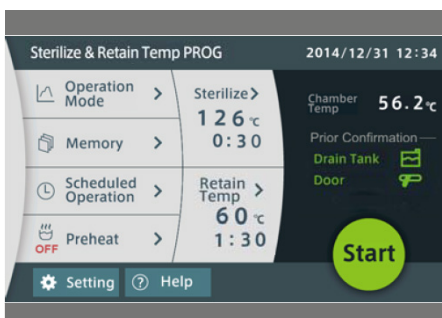 Sterilize & Retain Temp PROG
2014/12/31 12:34
Operation
Mode
Memory
Scheduled
Operation
OFF
Preheat
Sterilize
126℃
0:30
Retain
Temp
60℃
1:30
Chamber
Temp
56.2℃
Prior Confirmation
Drain Tank
Door
Start
Setting
? Help